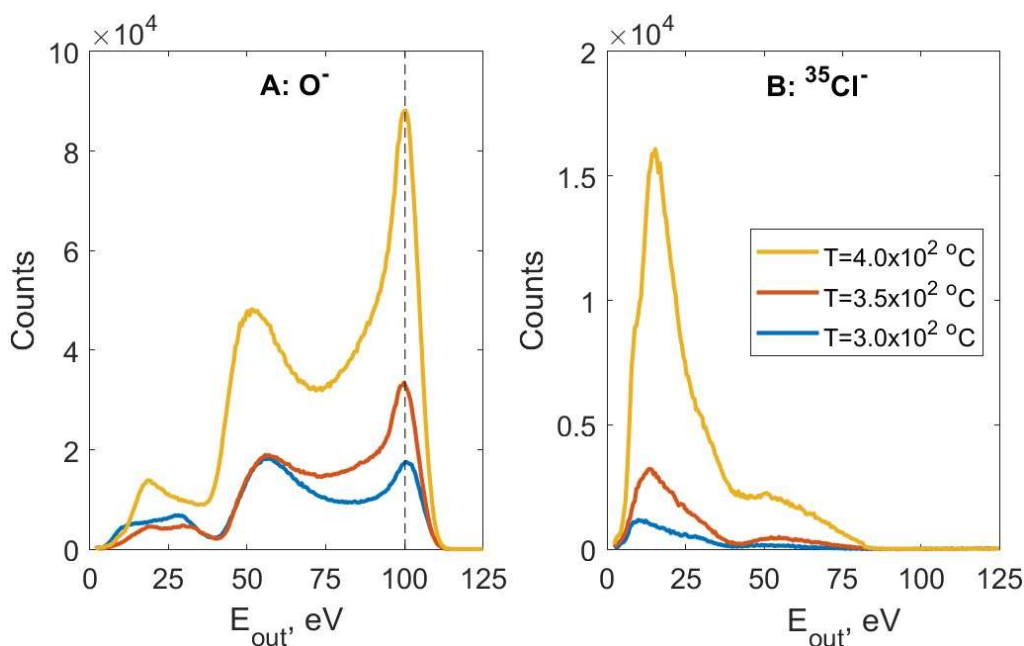 ×10⁴
A: O⁻
Counts
10
8
6
4
2
0
0 25 50 75 100 125
E_out, eV
×10⁴
B: ³⁵Cl⁻
Counts
2
1.5
1
0.5
0
T=4.0x10² °C
T=3.5x10² °C
T=3.0x10² °C
0 25 50 75 100 125
E_out, eV